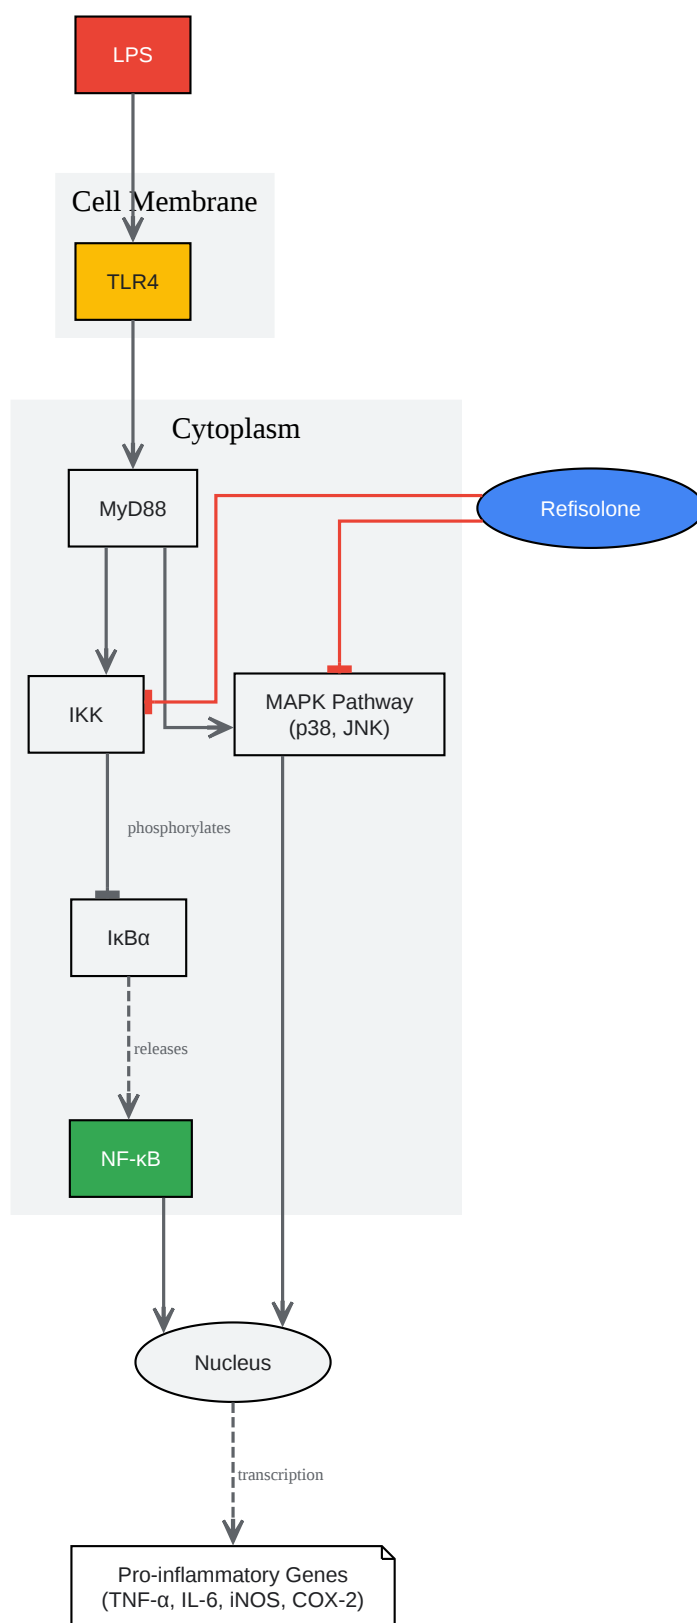 LPS
Cell Membrane
TLR4
Cytoplasm
MyD88
Refisolone
IKK
MAPK Pathway
(p38, JNK)
phosphorylates
IκBα
releases
NF-κB
Nucleus
transcription
Pro-inflammatory Genes
(TNF-α, IL-6, iNOS, COX-2)